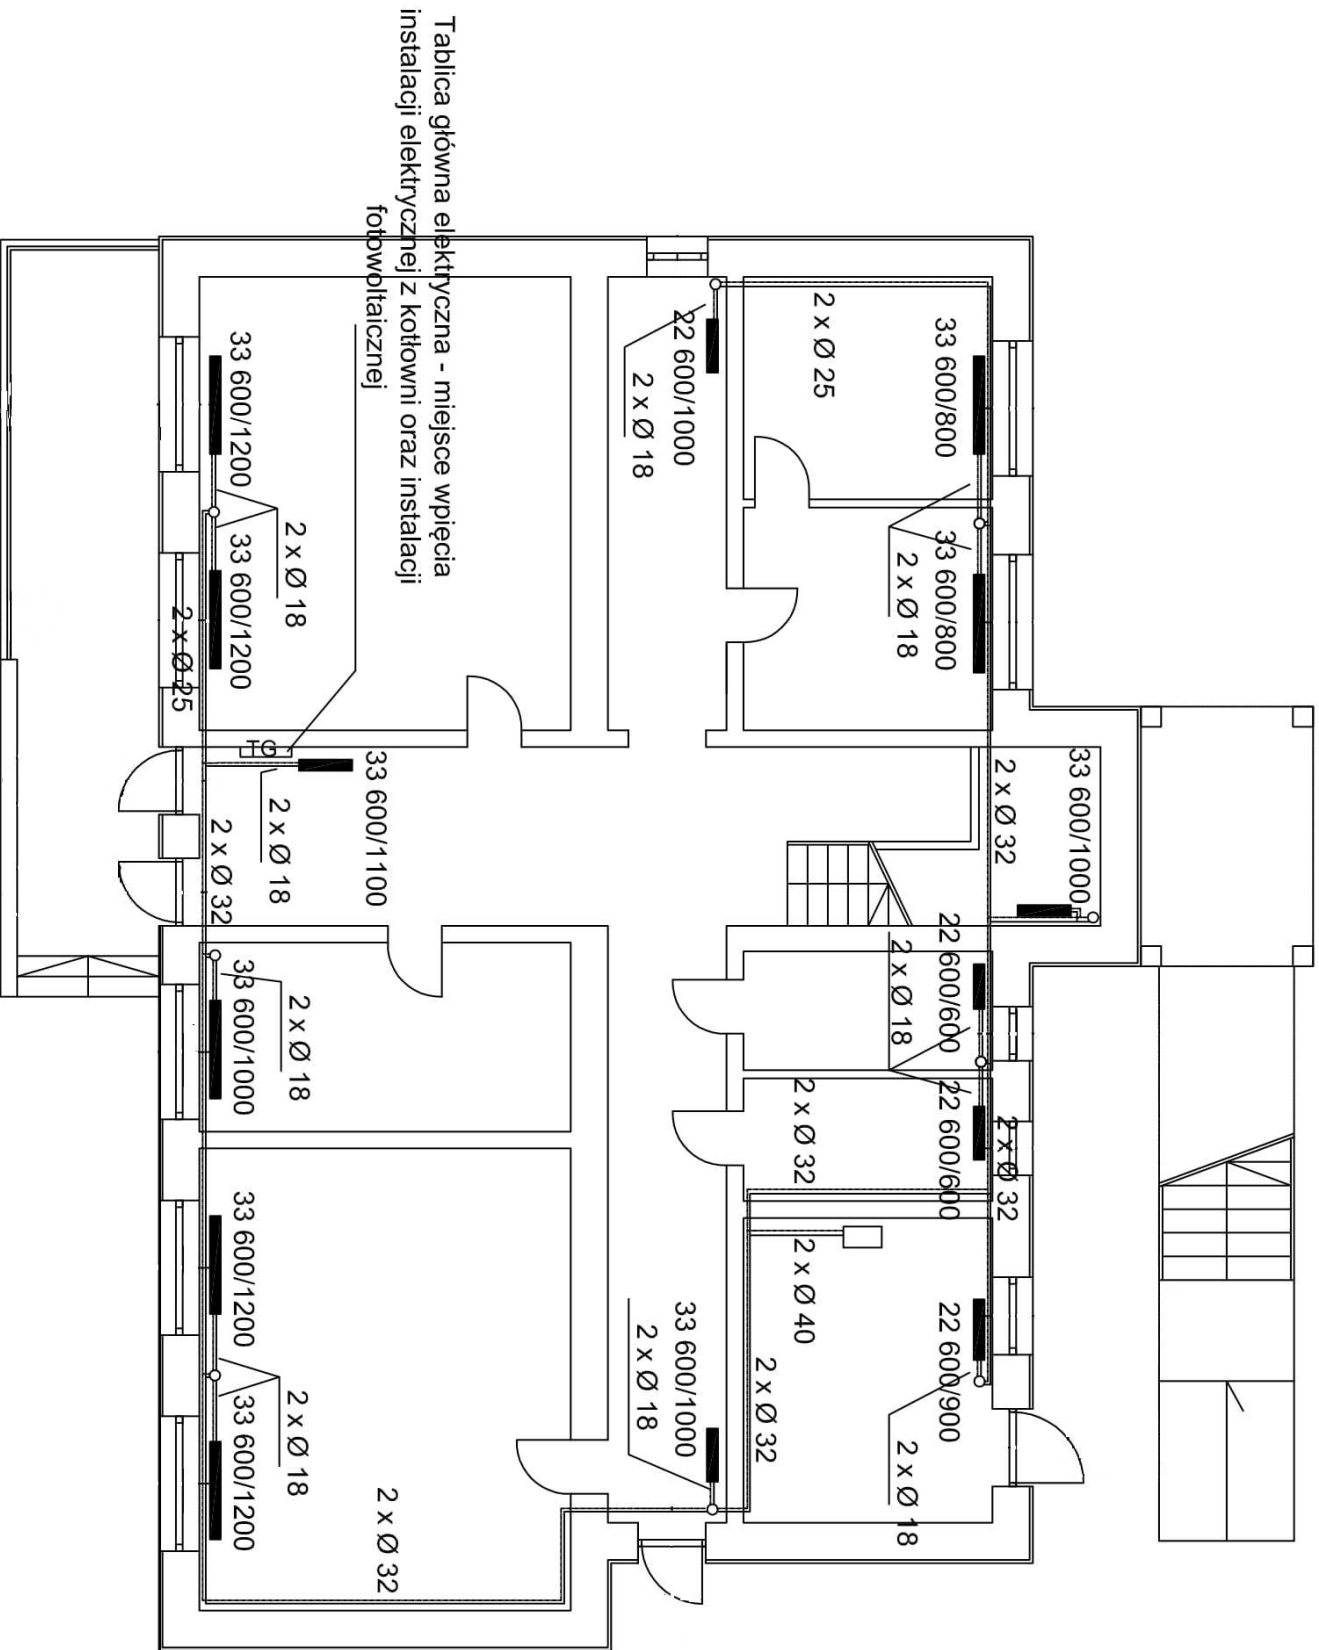 Tablica główna elektryczna - miejsce wpięcia
instalacji elektrycznej z kotłowni oraz instalacji
fotowoltaicznej
33 600/1000
2 x Ø 32
33 600/800
33 600/800
2 x Ø 18
2 x Ø 25
22 600/1000
2 x Ø 18
22 600/600
22 600/600
2 x Ø 18
2 x Ø 32
2 x Ø 32
22 600/900
2 x Ø 18
2 x Ø 40
2 x Ø 32
33 600/1000
2 x Ø 18
33 600/1200
33 600/1200
2 x Ø 18
2 x Ø 25
TG
33 600/1100
2 x Ø 18
2 x Ø 32
33 600/1000
2 x Ø 18
33 600/1200
33 600/1200
2 x Ø 18
2 x Ø 32